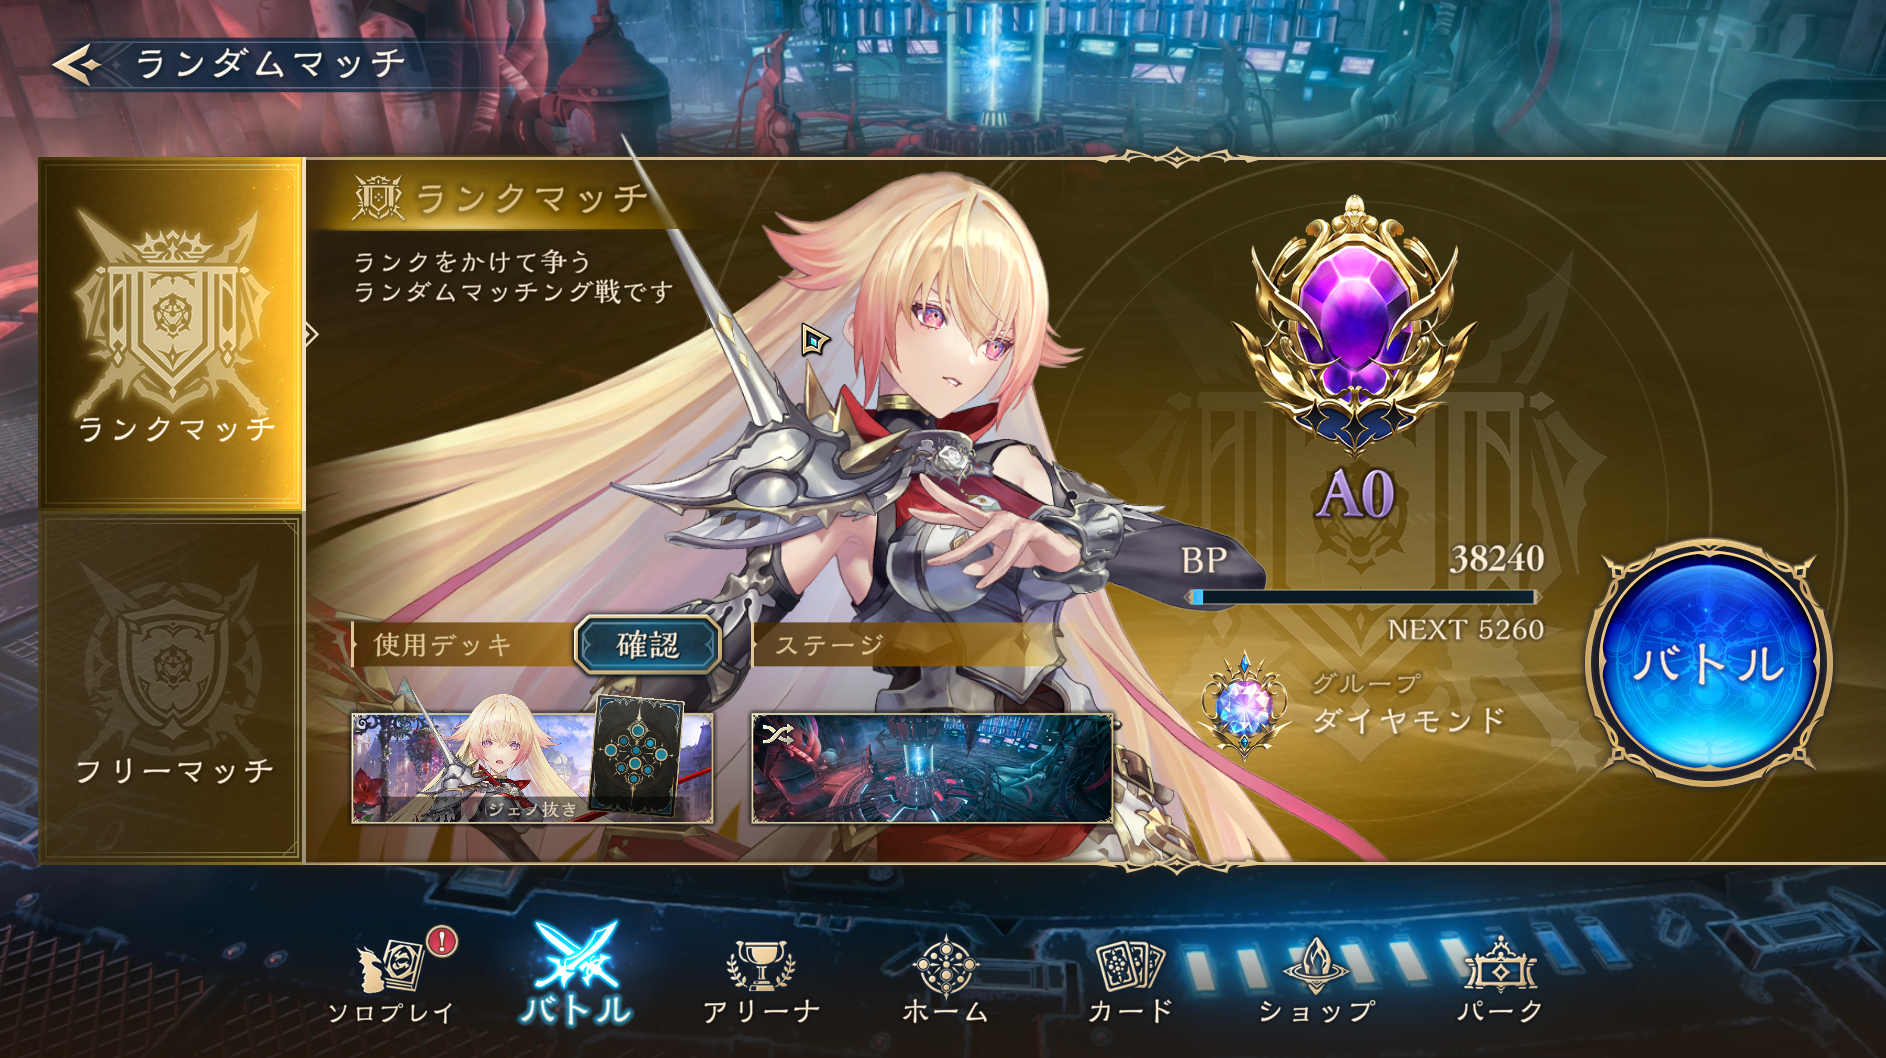 ランダムマッチ
ランクマッチ
フリーマッチ
ランクマッチ
ランクをかけて争う
ランダムマッチング戦です
A0
BP 38240
NEXT 5260
グループ
ダイヤモンド
バトル
使用デッキ
確認
ステージ
ジェノ抜き
ソロプレイ
バトル
アリーナ
ホーム
カード
ショップ
パーク